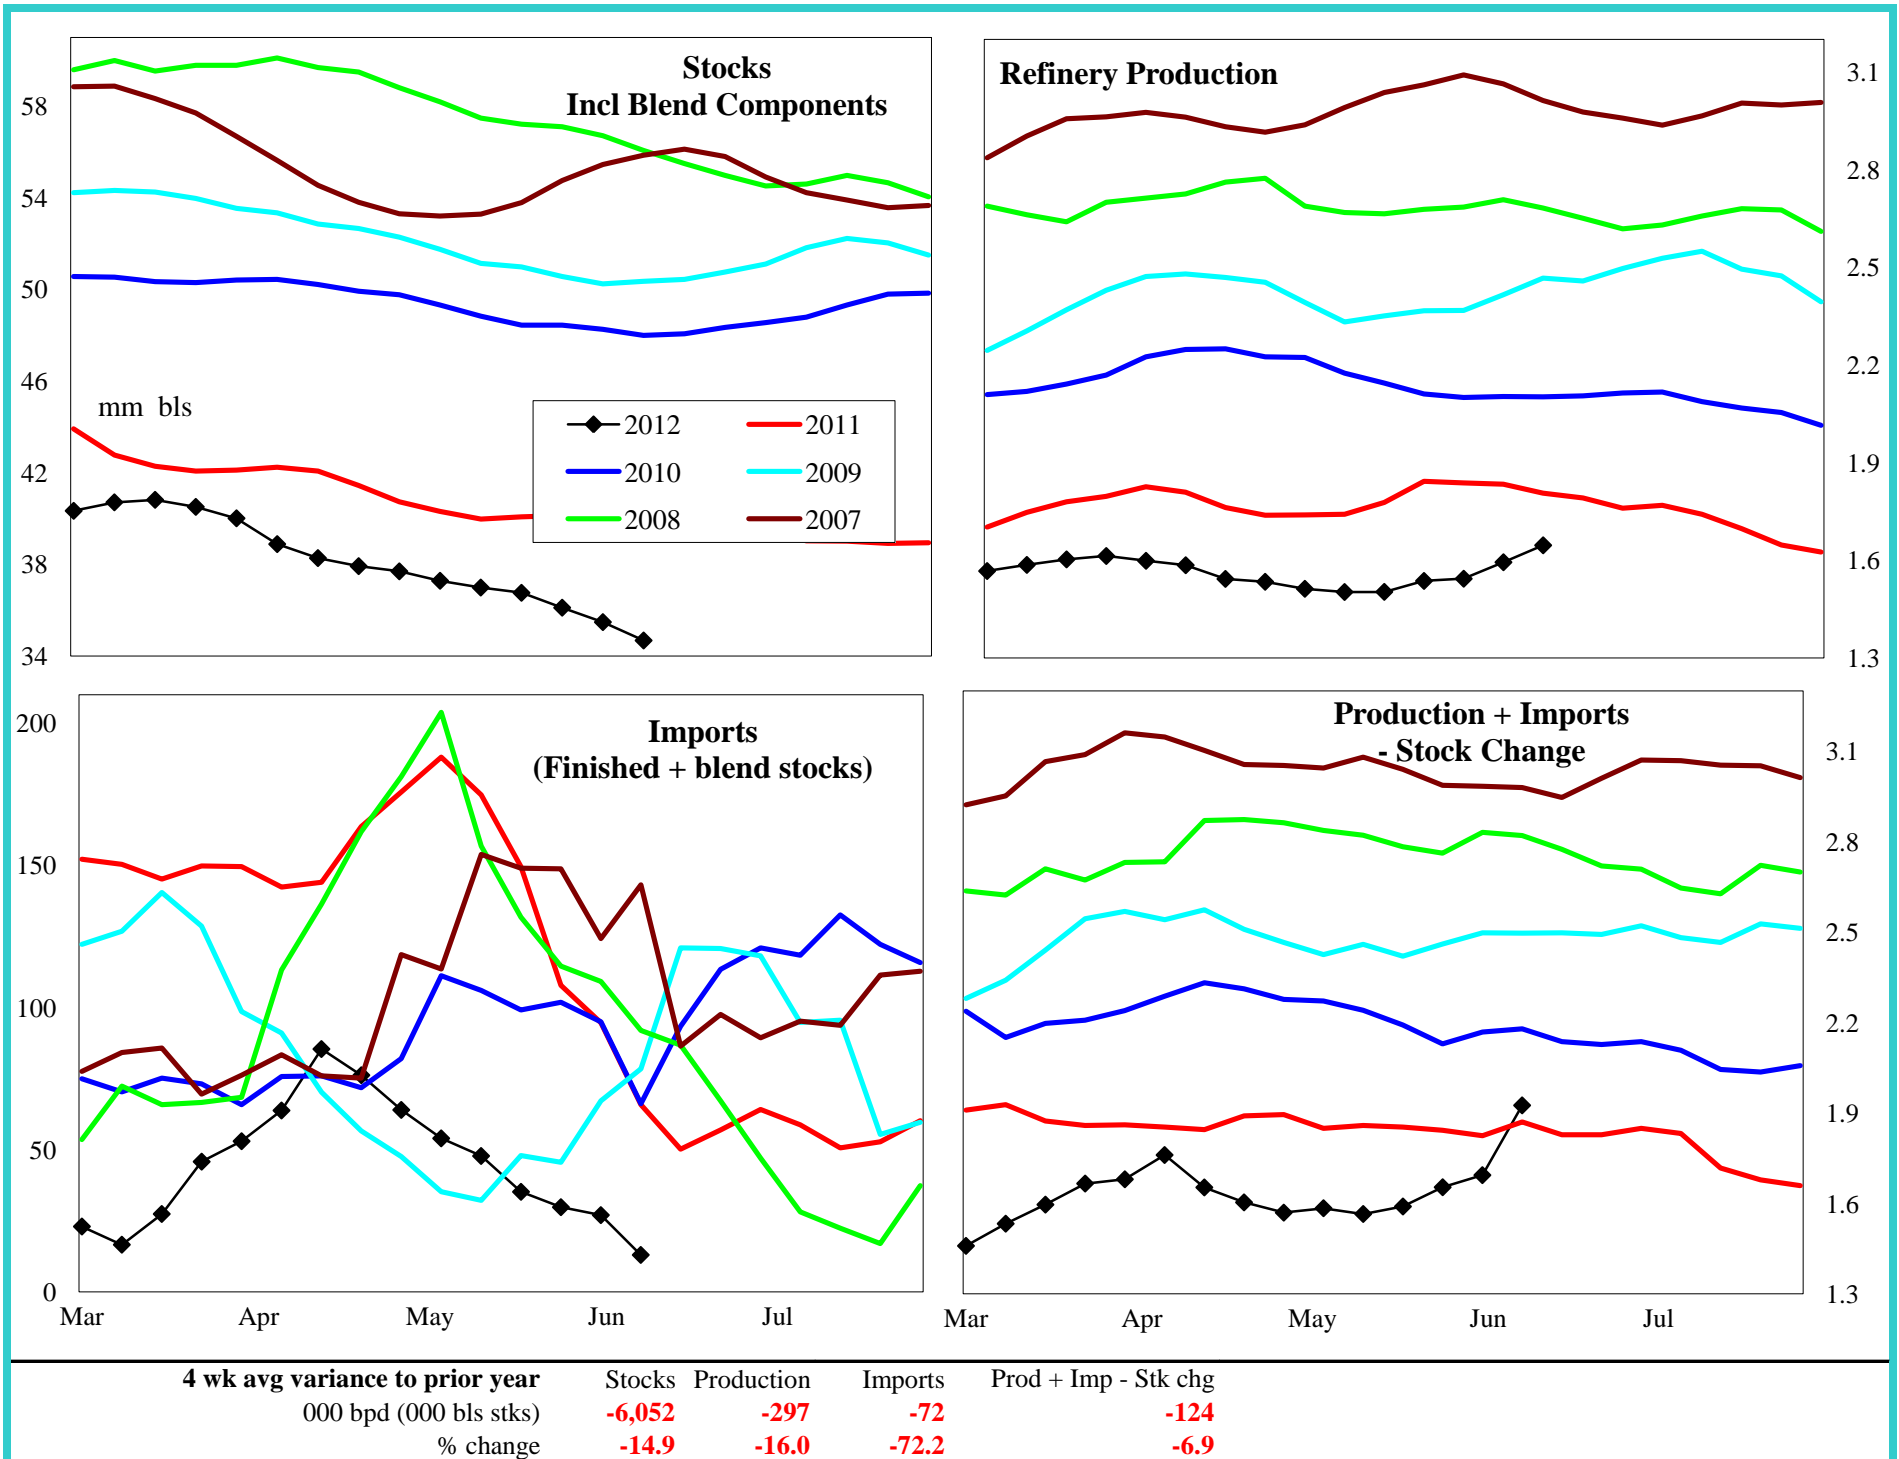 Stocks
Incl Blend Components
58
54
50
46
42
38
34
mm bls
2012
2011
2010
2009
2008
2007
Refinery Production
3.1
2.8
2.5
2.2
1.9
1.6
1.3
Imports
(Finished + blend stocks)
200
150
100
50
0
Mar Apr May Jun Jul
Production + Imports
- Stock Change
3.1
2.8
2.5
2.2
1.9
1.6
1.3
Mar Apr May Jun Jul
4 wk avg variance to prior year Stocks Production Imports Prod + Imp - Stk chg
000 bpd (000 bls stks) -6,052 -297 -72 -124
% change -14.9 -16.0 -72.2 -6.9